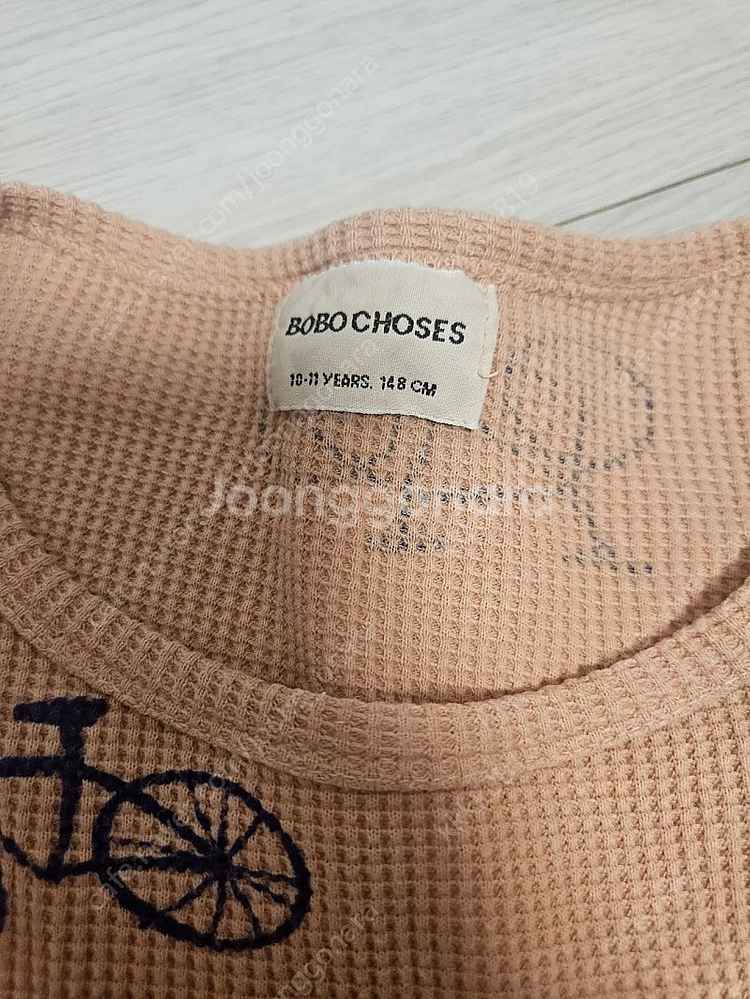 BOBO CHOSES
10-11 YEARS. 148 CM
Joonggonara